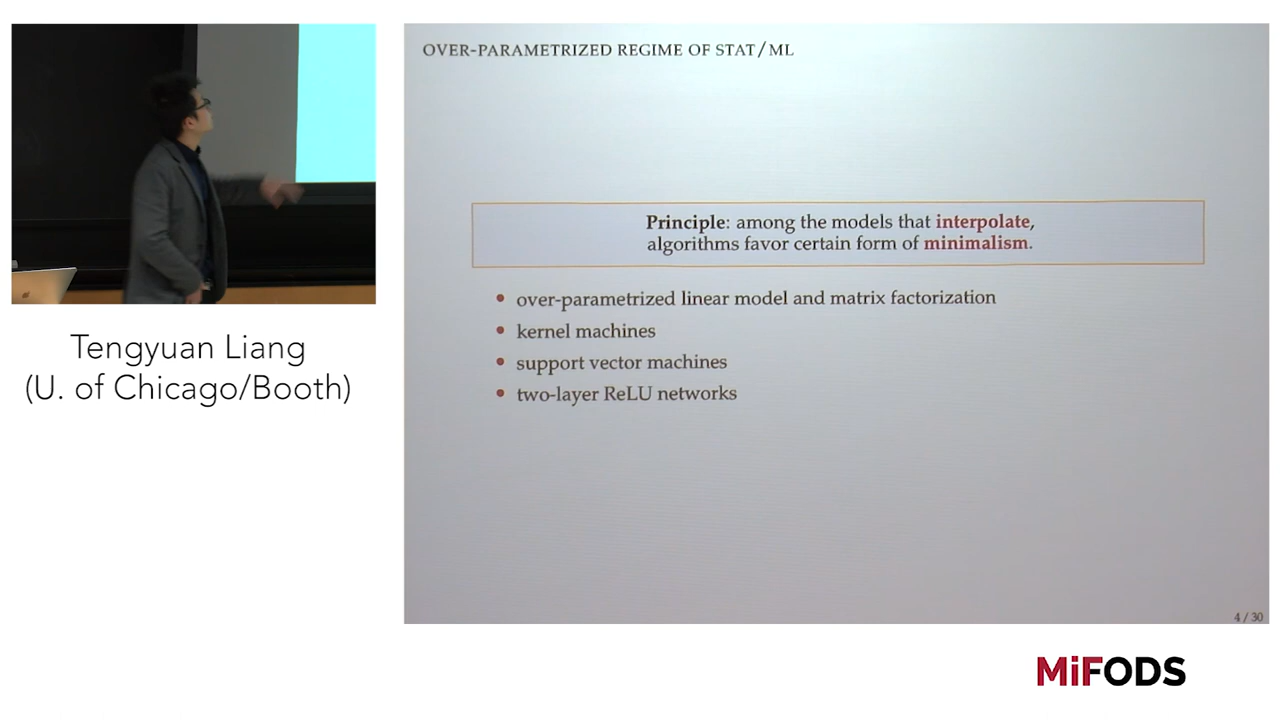 OVER-PARAMETRIZED REGIME OF STAT/ML
Principle: among the models that interpolate,
algorithms favor certain form of minimalism.
• over-parametrized linear model and matrix factorization
• kernel machines
• support vector machines
• two-layer ReLU networks
4 / 30
Tengyuan Liang
(U. of Chicago/Booth)
MiFODS